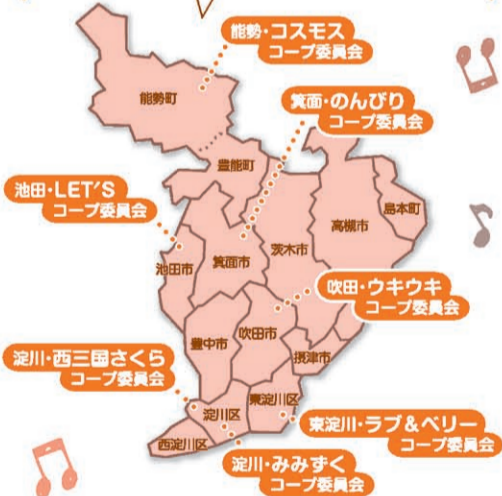 能勢・コスモス
コープ委員会
能勢町
箕面・のんびり
コープ委員会
豊能町
池田・LET'S
コープ委員会
島本町
高槻市
茨木市
箕面市
池田市
吹田・ウキウキ
コープ委員会
豊中市
吹田市
摂津市
淀川・西三国さくら
コープ委員会
東淀川区
淀川区
西淀川区
東淀川・ラブ&ベリー
コープ委員会
淀川・みみずく
コープ委員会